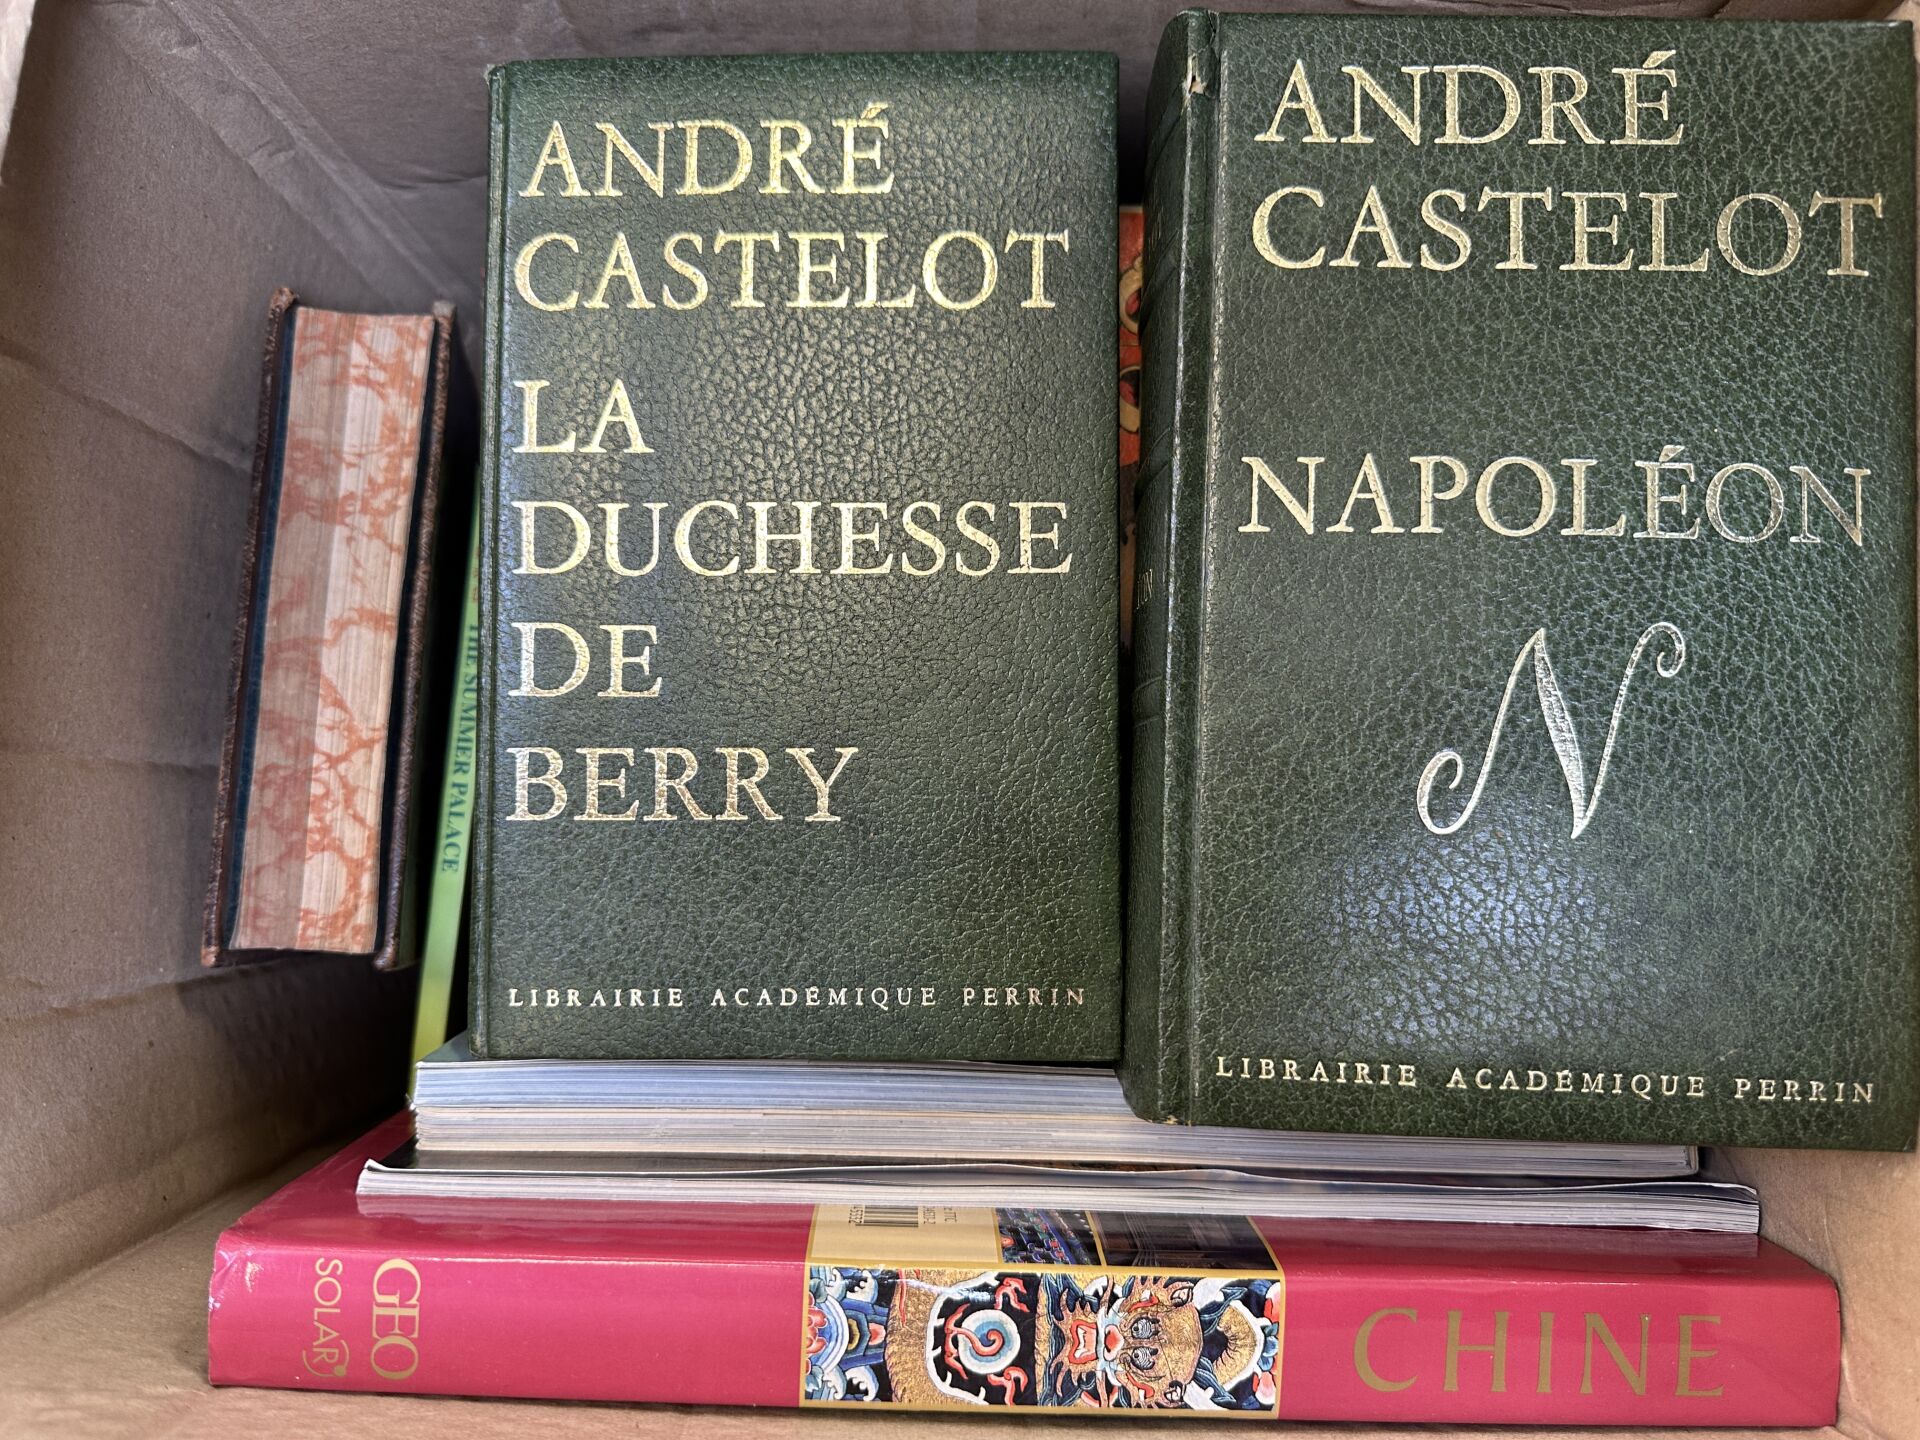 ANDRÉ
CASTELOT
LA
DUCHESSE
DE
BERRY
LIBRAIRIE ACADÉMIQUE PERRIN
ANDRÉ
CASTELOT
NAPOLÉON
N
LIBRAIRIE ACADÉMIQUE PERRIN
THE SUMMER PALACE
GEO
SOLAR
CHINE